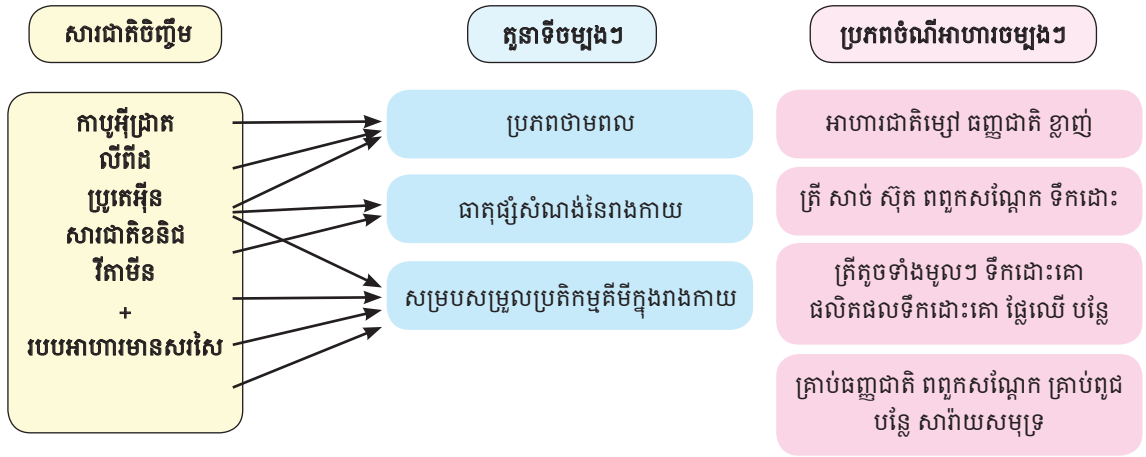 សារជាតិចិញ្ចឹម
តួនាទីចម្បងៗ
ប្រភពចំណីអាហារចម្បងៗ
កាបូអ៊ីដ្រាត
លីពីដ
ប្រូតេអ៊ីន
សារជាតិខនិជ
វីតាមីន
+
របបអាហារមានសរសៃ
ប្រភពថាមពល
ធាតុផ្សំសំណង់នៃរាងកាយ
សម្របសម្រួលប្រតិកម្មគីមីក្នុងរាងកាយ
អាហារជាតិម្សៅ ធញ្ញជាតិ ខ្លាញ់
ត្រី សាច់ ស៊ុត ពពួកសណ្តែក ទឹកដោះ
ត្រីតូចទាំងមូលៗ ទឹកដោះគោ
ផលិតផលទឹកដោះគោ ផ្លែឈើ បន្លែ
គ្រាប់ធញ្ញជាតិ ពពួកសណ្តែក គ្រាប់ពូជ
បន្លែ សារ៉ាយសមុទ្រ